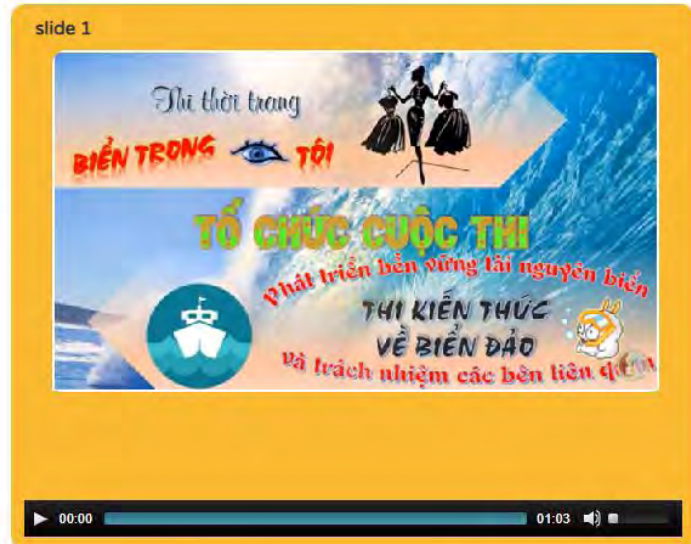 slide 1
Thi thời trang
BIỂN TRONG TÔI
TỔ CHỨC CUỘC THI
Phát triển bền vững tài nguyên biển
THI KIẾN THỨC
VỀ BIỂN ĐẢO
và trách nhiệm các bên liên quan
00:00
01:03